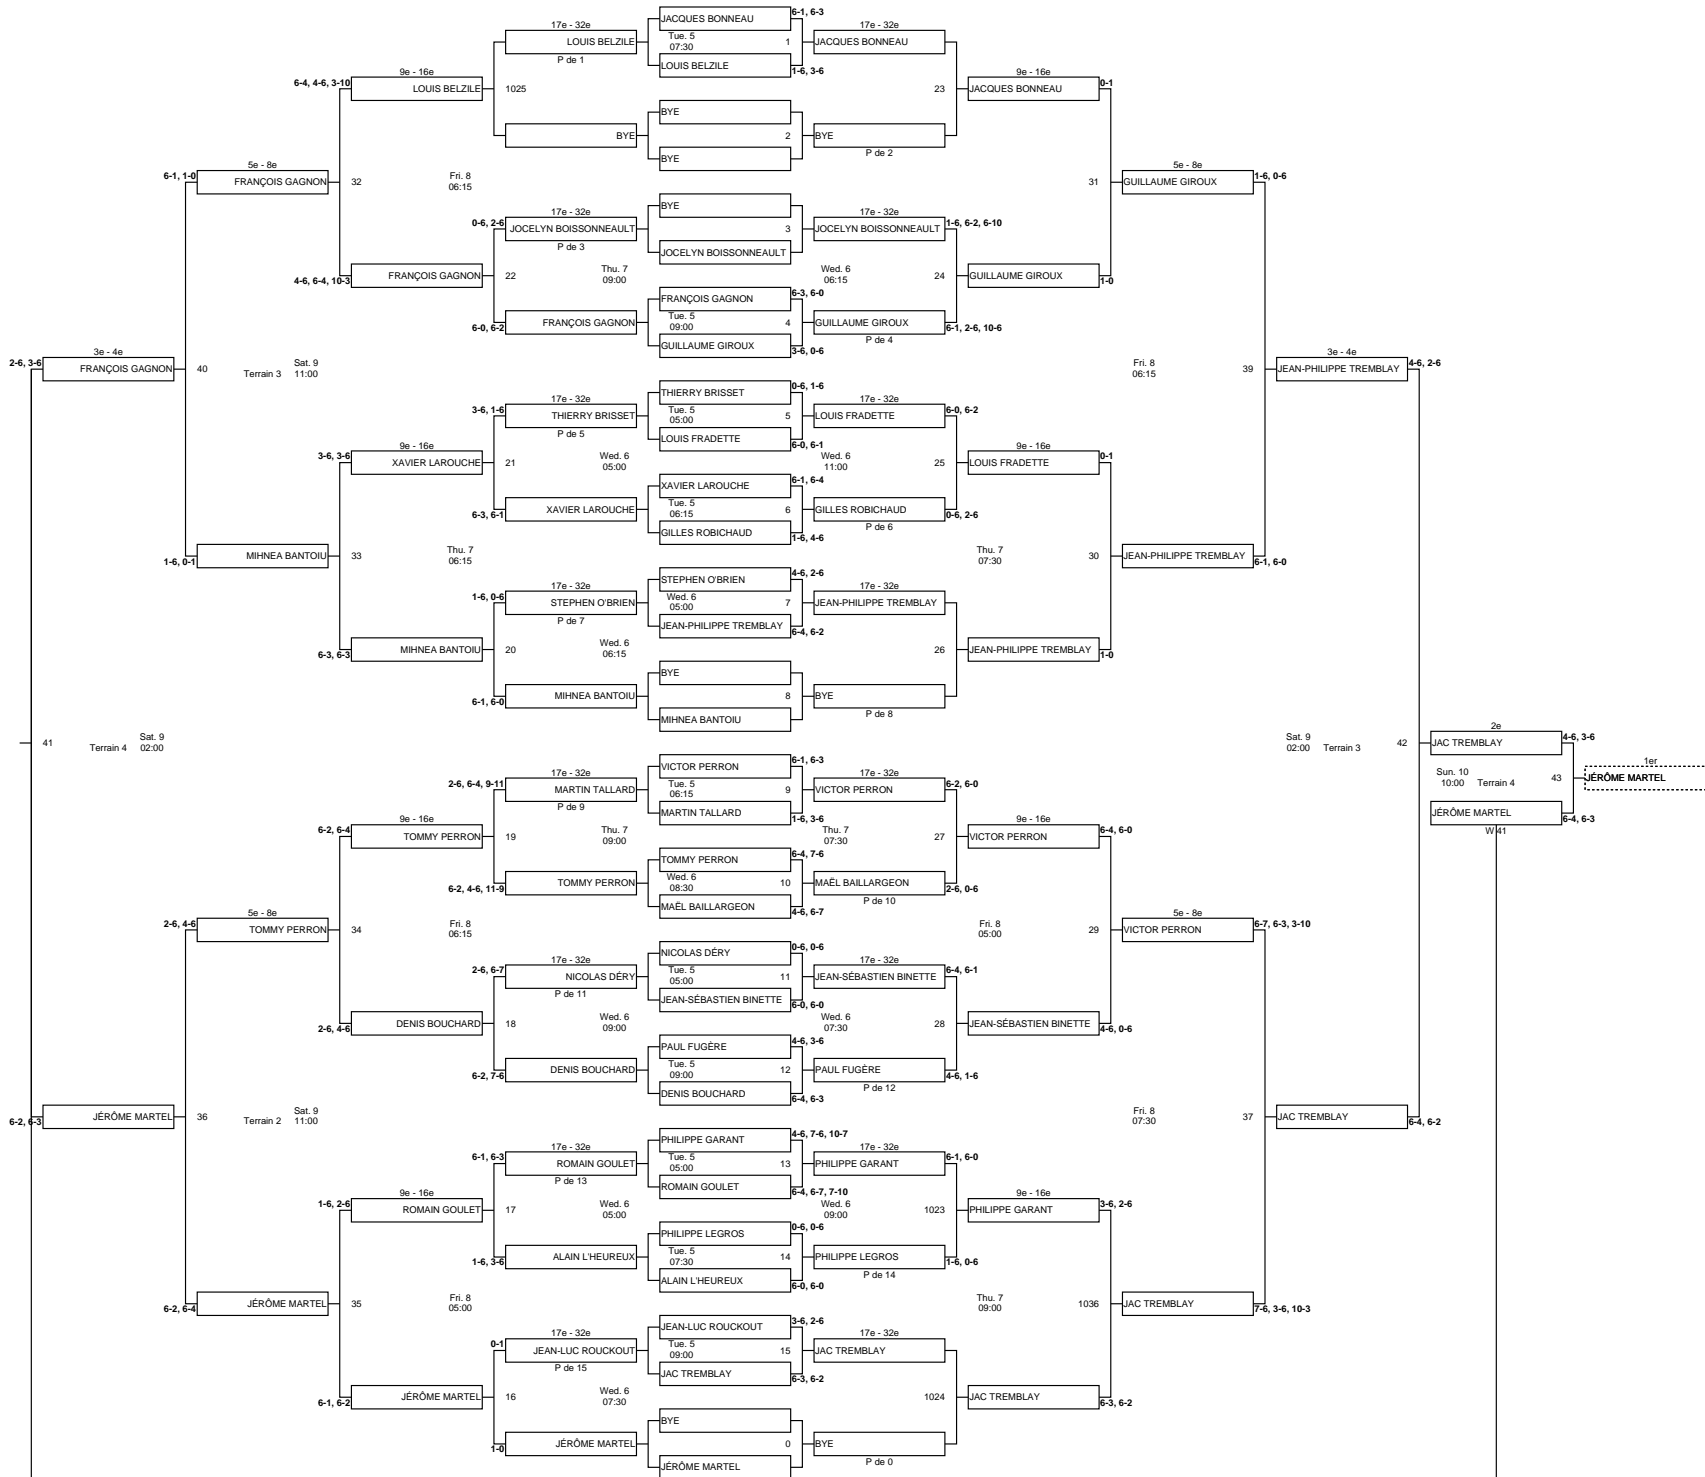 17e - 32e JACQUES BONNEAU 6-1, 6-3 17e - 32e
LOUIS BELZILE Tue. 5 07:30 1 JACQUES BONNEAU
P de 1 LOUIS BELZILE 1-6, 3-6
6-4, 4-6, 3-10 9e - 16e 9e - 16e 0-1
LOUIS BELZILE 1025 23 JACQUES BONNEAU
BYE
BYE 2 BYE
BYE P de 2
6-1, 1-0 5e - 8e 5e - 8e 1-6, 0-6
FRANÇOIS GAGNON 32 Fri. 8 06:15 31 GUILLAUME GIROUX
BYE
0-6, 2-6 17e - 32e 17e - 32e 1-6, 6-2, 6-10
JOCELYN BOISSONNEAULT 3 JOCELYN BOISSONNEAULT
P de 3 JOCELYN BOISSONNEAULT
4-6, 6-4, 10-3 FRANÇOIS GAGNON 22 Thu. 7 09:00 Wed. 6 06:15 24 GUILLAUME GIROUX 1-0
FRANÇOIS GAGNON 6-3, 6-0
6-0, 6-2 FRANÇOIS GAGNON Tue. 5 09:00 4 GUILLAUME GIROUX 6-1, 2-6, 10-6
GUILLAUME GIROUX 3-6, 0-6 P de 4
2-6, 3-6 3e - 4e 3e - 4e 4-6, 2-6
FRANÇOIS GAGNON 40 Terrain 3 Sat. 9 11:00 Fri. 8 06:15 39 JEAN-PHILIPPE TREMBLAY
THIERRY BRISSET 0-6, 1-6
3-6, 1-6 17e - 32e 17e - 32e 6-0, 6-2
THIERRY BRISSET Tue. 5 05:00 5 LOUIS FRADETTE
P de 5 LOUIS FRADETTE 6-0, 6-1
3-6, 3-6 9e - 16e 9e - 16e 0-1
XAVIER LAROUCHE 21 Wed. 6 05:00 Wed. 6 11:00 25 LOUIS FRADETTE
XAVIER LAROUCHE 6-1, 6-4
6-3, 6-1 XAVIER LAROUCHE Tue. 5 06:15 6 GILLES ROBICHAUD 0-6, 2-6
GILLES ROBICHAUD 1-6, 4-6 P de 6
1-6, 0-1 MIHNEA BANTOIU 33 Thu. 7 06:15 Thu. 7 07:30 30 JEAN-PHILIPPE TREMBLAY 6-1, 6-0
STEPHEN O'BRIEN 4-6, 2-6
1-6, 0-6 17e - 32e 17e - 32e
STEPHEN O'BRIEN Wed. 6 05:00 7 JEAN-PHILIPPE TREMBLAY
P de 7 JEAN-PHILIPPE TREMBLAY 6-4, 6-2
6-3, 6-3 MIHNEA BANTOIU 20 Wed. 6 06:15 26 JEAN-PHILIPPE TREMBLAY 1-0
BYE
6-1, 6-0 MIHNEA BANTOIU 8 BYE
MIHNEA BANTOIU P de 8
41 Terrain 4 Sat. 9 02:00 Sat. 9 02:00 Terrain 3 42 2e JAC TREMBLAY 4-6, 3-6
VICTOR PERRON 6-1, 6-3
Sun. 10 10:00 Terrain 4 43 1er JÉRÔME MARTEL
2-6, 6-4, 9-11 17e - 32e 17e - 32e 6-2, 6-0
MARTIN TALLARD Tue. 5 06:15 9 VICTOR PERRON
P de 9 MARTIN TALLARD 1-6, 3-6
JÉRÔME MARTEL 6-4, 6-3
W 41
6-2, 6-4 9e - 16e 9e - 16e 6-4, 6-0
TOMMY PERRON 19 Thu. 7 09:00 Thu. 7 07:30 27 VICTOR PERRON
TOMMY PERRON 6-4, 7-6
6-2, 4-6, 11-9 TOMMY PERRON Wed. 6 08:30 10 MAËL BAILLARGEON 2-6, 0-6
MAËL BAILLARGEON 4-6, 6-7 P de 10
2-6, 4-6 5e - 8e 5e - 8e 6-7, 6-3, 3-10
TOMMY PERRON 34 Fri. 8 06:15 Fri. 8 05:00 29 VICTOR PERRON
NICOLAS DÉRY 0-6, 0-6
2-6, 6-7 17e - 32e 17e - 32e 6-4, 6-1
NICOLAS DÉRY Tue. 5 05:00 11 JEAN-SÉBASTIEN BINETTE
P de 11 JEAN-SÉBASTIEN BINETTE 6-0, 6-0
2-6, 4-6 DENIS BOUCHARD 18 Wed. 6 09:00 Wed. 6 07:30 28 JEAN-SÉBASTIEN BINETTE 4-6, 0-6
PAUL FUGÈRE 4-6, 3-6
6-2, 7-6 DENIS BOUCHARD Tue. 5 09:00 12 PAUL FUGÈRE 4-6, 1-6
DENIS BOUCHARD 6-4, 6-3 P de 12
6-2, 6-3 JÉRÔME MARTEL 36 Terrain 2 Sat. 9 11:00 Fri. 8 07:30 37 JAC TREMBLAY 6-4, 6-2
PHILIPPE GARANT 4-6, 7-6, 10-7
6-1, 6-3 17e - 32e 17e - 32e 6-1, 6-0
ROMAIN GOULET Tue. 5 05:00 13 PHILIPPE GARANT
P de 13 ROMAIN GOULET 6-4, 6-7, 7-10
1-6, 2-6 9e - 16e 9e - 16e 3-6, 2-6
ROMAIN GOULET 17 Wed. 6 05:00 Wed. 6 09:00 1023 PHILIPPE GARANT
PHILIPPE LEGROS 0-6, 0-6
1-6, 3-6 ALAIN L'HEUREUX Tue. 5 07:30 14 PHILIPPE LEGROS 1-6, 0-6
ALAIN L'HEUREUX 6-0, 6-0 P de 14
6-2, 6-4 JÉRÔME MARTEL 35 Fri. 8 05:00 Thu. 7 09:00 1036 JAC TREMBLAY 7-6, 3-6, 10-3
JEAN-LUC ROUCKOUT 3-6, 2-6
0-1 17e - 32e 17e - 32e
JEAN-LUC ROUCKOUT Tue. 5 09:00 15 JAC TREMBLAY
P de 15 JAC TREMBLAY 6-3, 6-2
6-1, 6-2 JÉRÔME MARTEL 16 Wed. 6 07:30 1024 JAC TREMBLAY 6-3, 6-2
BYE
1-0 JÉRÔME MARTEL 0 BYE
JÉRÔME MARTEL P de 0